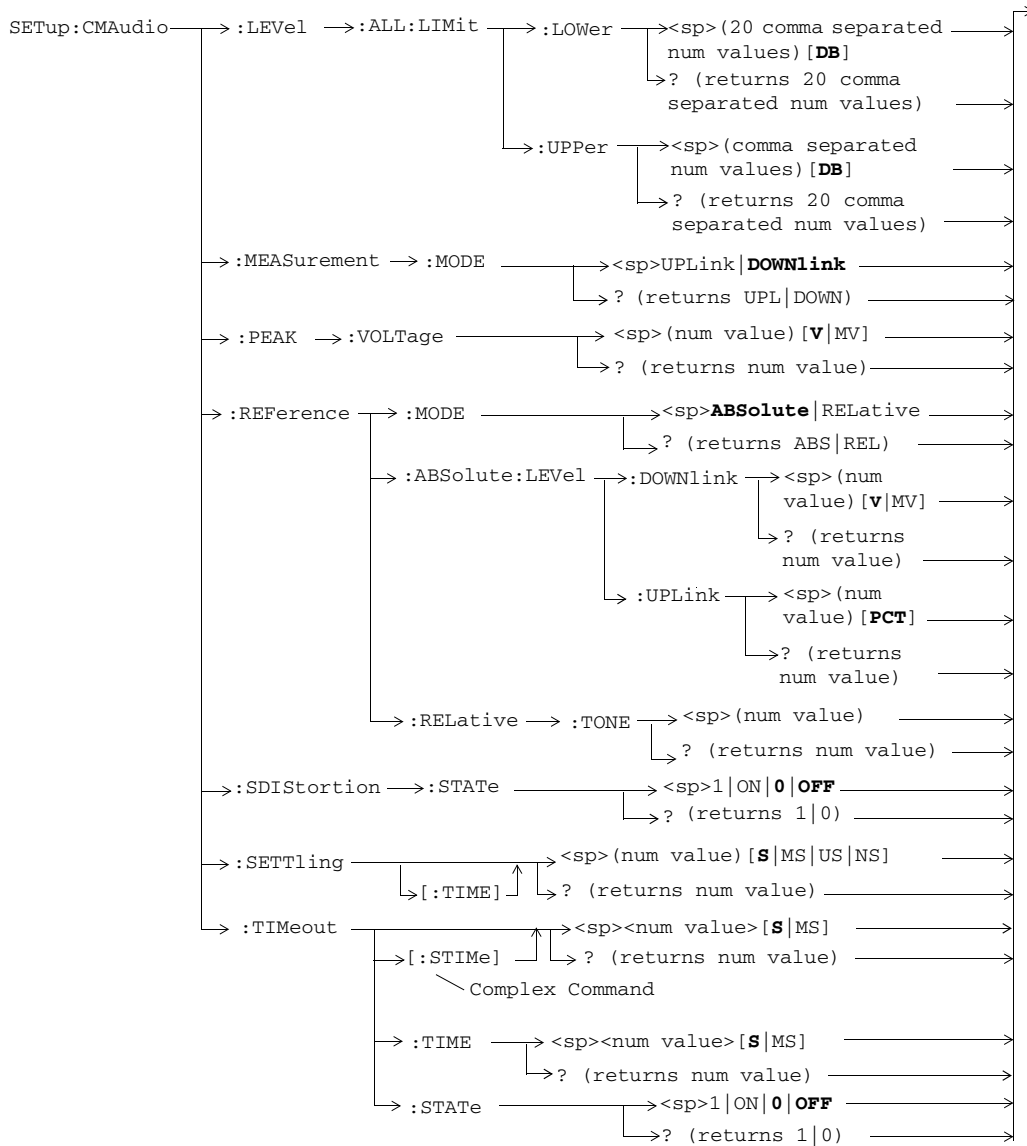 SETup:CMAudio :LEVel :ALL:LIMit :LOWer <sp>(20 comma separated
num values)[DB]
? (returns 20 comma
separated num values)
:UPPer <sp>(comma separated
num values)[DB]
? (returns 20 comma
separated num values)
:MEASurement :MODE <sp>UPLink|DOWNlink
? (returns UPL|DOWN)
:PEAK :VOLTage <sp>(num value)[V|MV]
? (returns num value)
:REFerence :MODE <sp>ABSolute|RELative
? (returns ABS|REL)
:ABSolute:LEVel :DOWNlink <sp>(num
value)[V|MV]
? (returns
num value)
:UPLink <sp>(num
value)[PCT]
? (returns
num value)
:RELative :TONE <sp>(num value)
? (returns num value)
:SDIStortion :STATe <sp>1|ON|0|OFF
? (returns 1|0)
:SETTling <sp>(num value)[S|MS|US|NS]
[:TIME] ? (returns num value)
:TIMeout <sp><num value>[S|MS]
[:STIMe] ? (returns num value)
Complex Command
:TIME <sp><num value>[S|MS]
? (returns num value)
:STATe <sp>1|ON|0|OFF
? (returns 1|0)